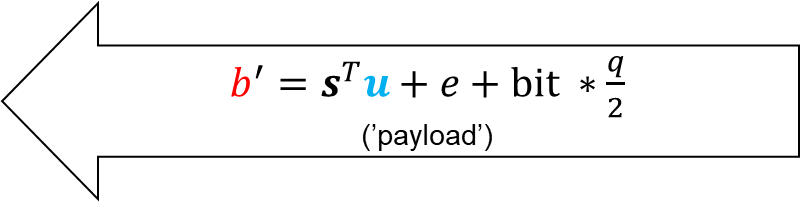 b′ = sᵀu + e + bit * q/2
('payload')